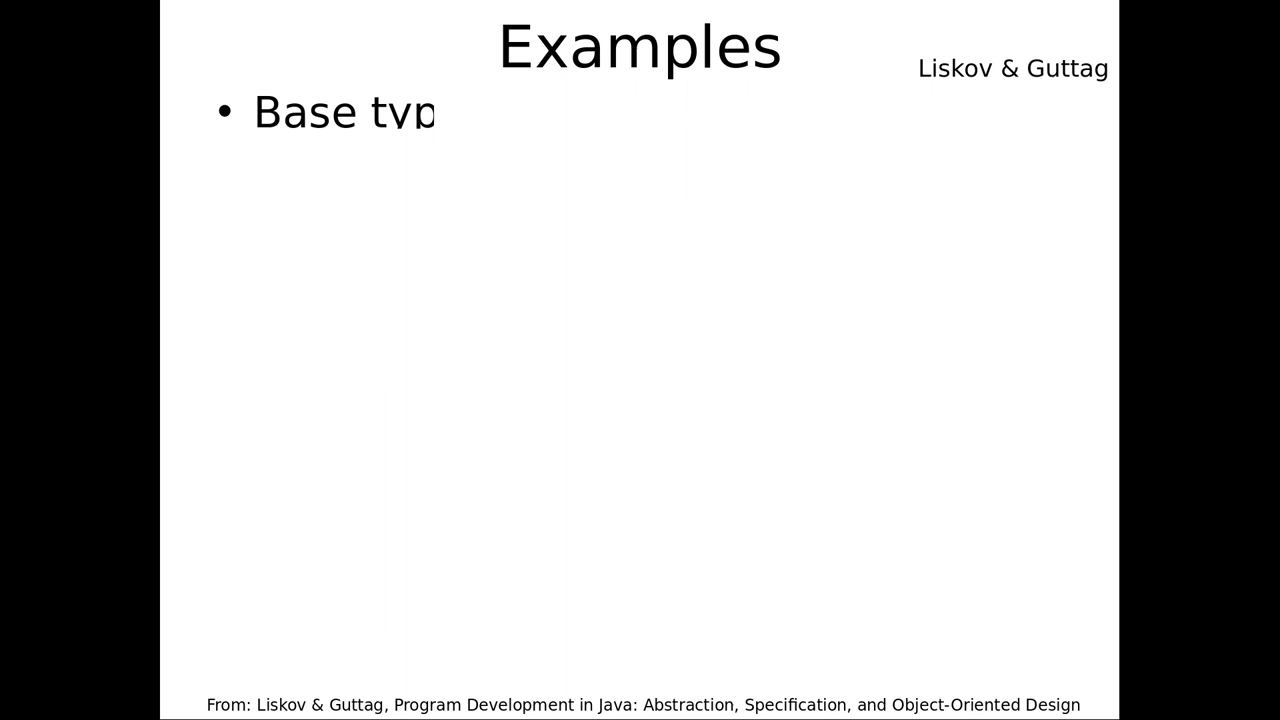 Examples
Liskov & Guttag
• Base typ
From: Liskov & Guttag, Program Development in Java: Abstraction, Specification, and Object-Oriented Design